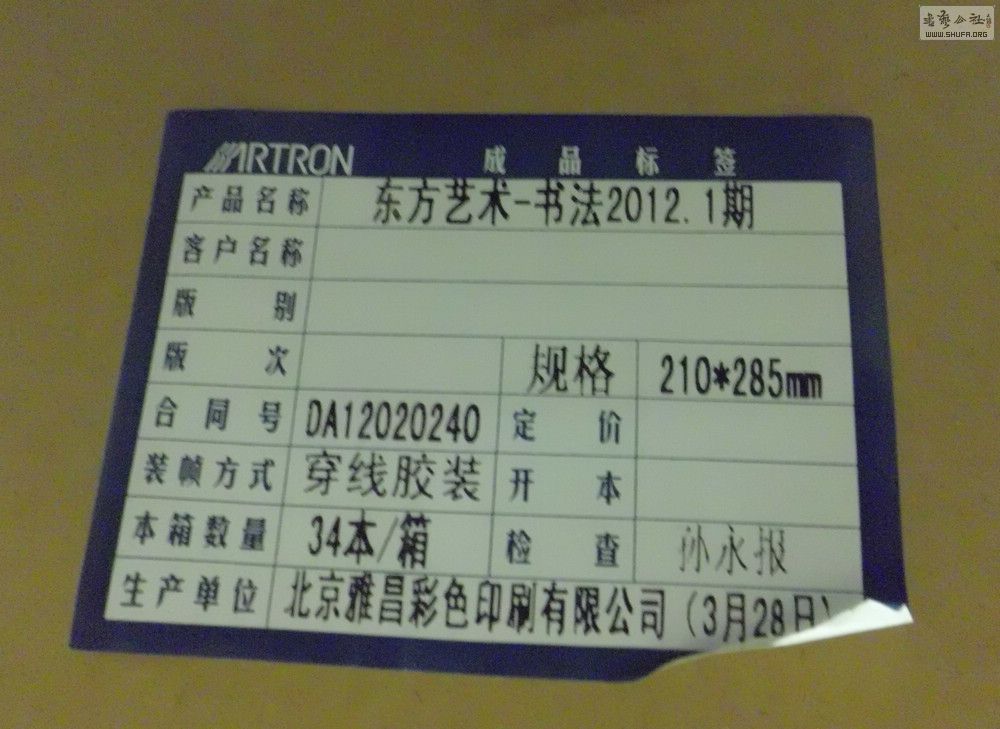 书艺公社
WWW.SHUFA.ORG
ARTRON 成品标签
产品名称 东方艺术-书法2012.1期
客户名称
版别
版次 规格 210*285mm
合同号 DA12020240 定价
装帧方式 穿线胶装 开本
本箱数量 34本/箱 检查 孙永报
生产单位 北京雅昌彩色印刷有限公司(3月28日)